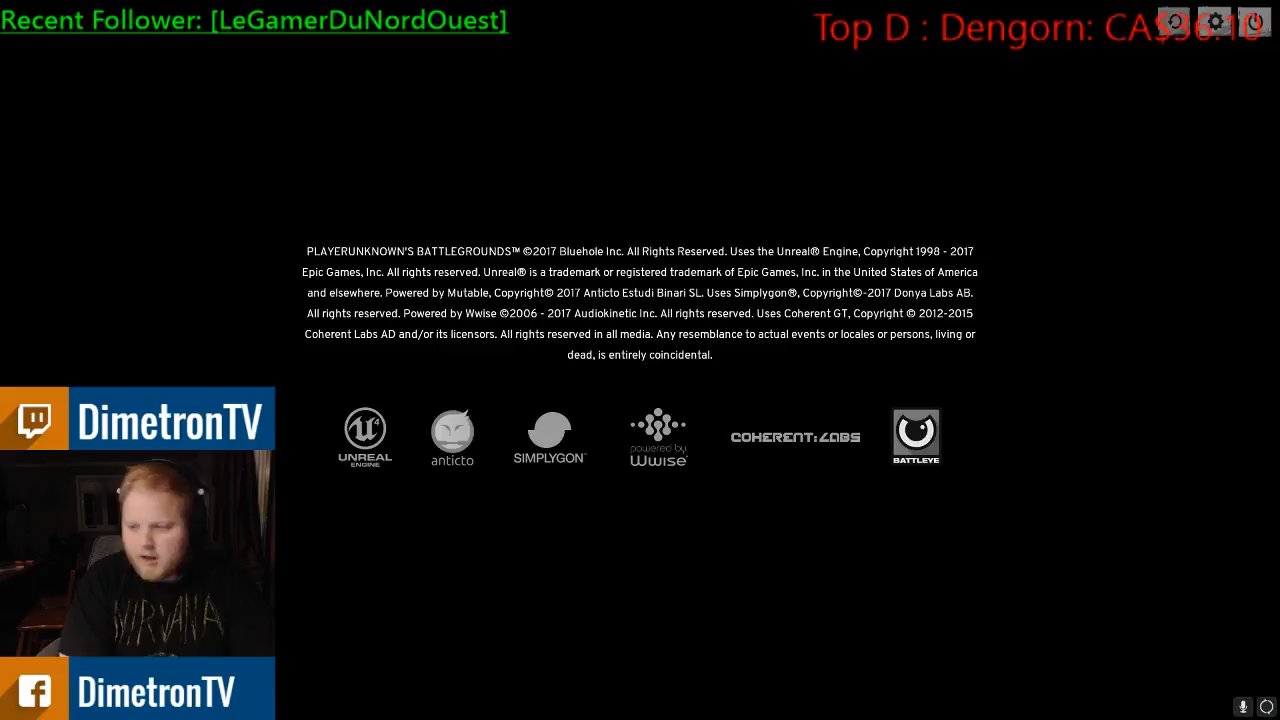 Recent Follower: [LeGamerDuNordOuest]
Top D : Dengorn: CA$36.10
PLAYERUNKNOWN'S BATTLEGROUNDS™ ©2017 Bluehole Inc. All Rights Reserved. Uses the Unreal® Engine, Copyright 1998 - 2017
Epic Games, Inc. All rights reserved. Unreal® is a trademark or registered trademark of Epic Games, Inc. in the United States of America
and elsewhere. Powered by Mutable, Copyright© 2017 Anticto Estudi Binari SL. Uses Simplygon®, Copyright©-2017 Donya Labs AB.
All rights reserved. Powered by Wwise ©2006 - 2017 Audiokinetic Inc. All rights reserved. Uses Coherent GT, Copyright © 2012-2015
Coherent Labs AD and/or its licensors. All rights reserved in all media. Any resemblance to actual events or locales or persons, living or
dead, is entirely coincidental.
DimetronTV
UNREAL
ENGINE
4
anticto
SIMPLYGON™
powered by
Wwise
COHERENT:LABS
BATTLEYE
NIRVANA
DimetronTV